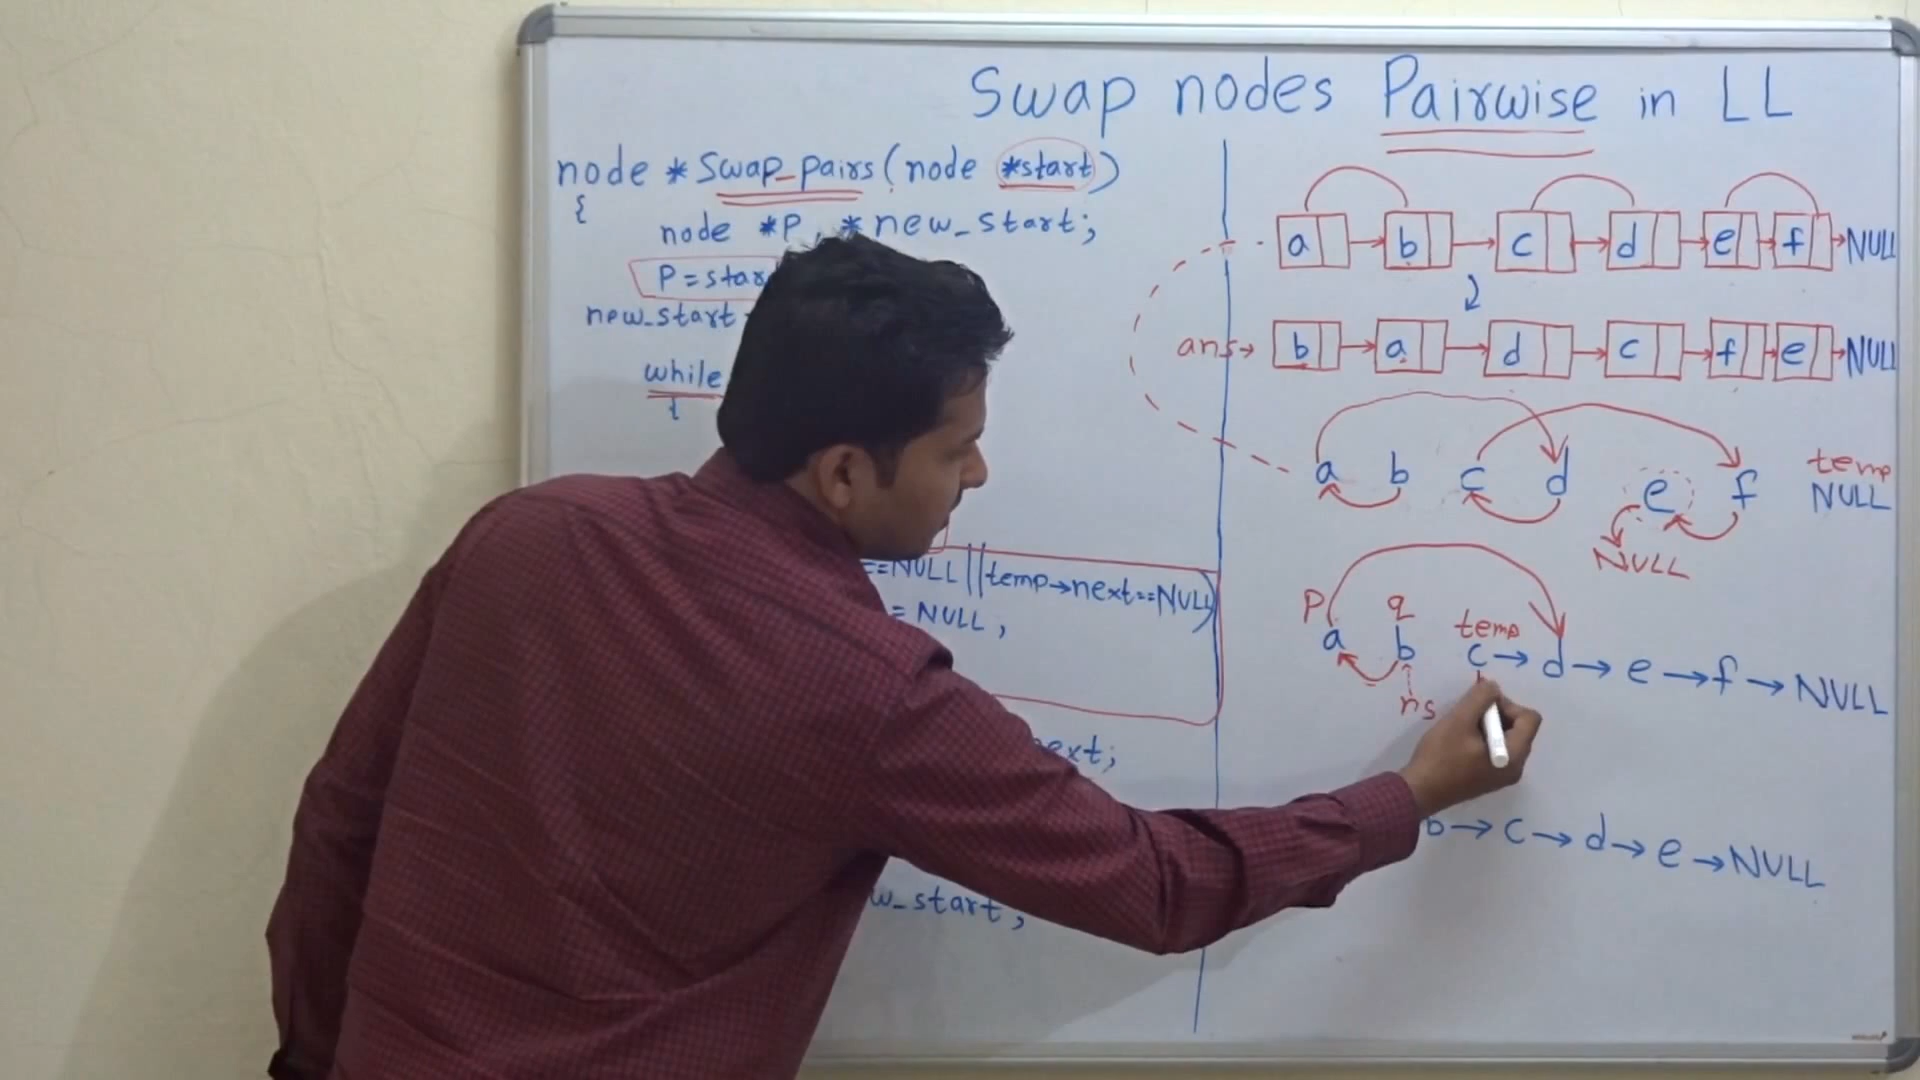 Swap nodes Pairwise in LL
node * Swap_pairs (node *start)
{
node *P, *new_start;
P = star
new_start
while
{
==NULL || temp→next==NULL)
= NULL ;
next;
w_start ;
a b c d e f NULL
ans→ b a d c f e NULL
a b c d e f
temp
NULL
NULL
P q temp
a b c → d → e → f → NULL
ns
b → c → d → e → NULL